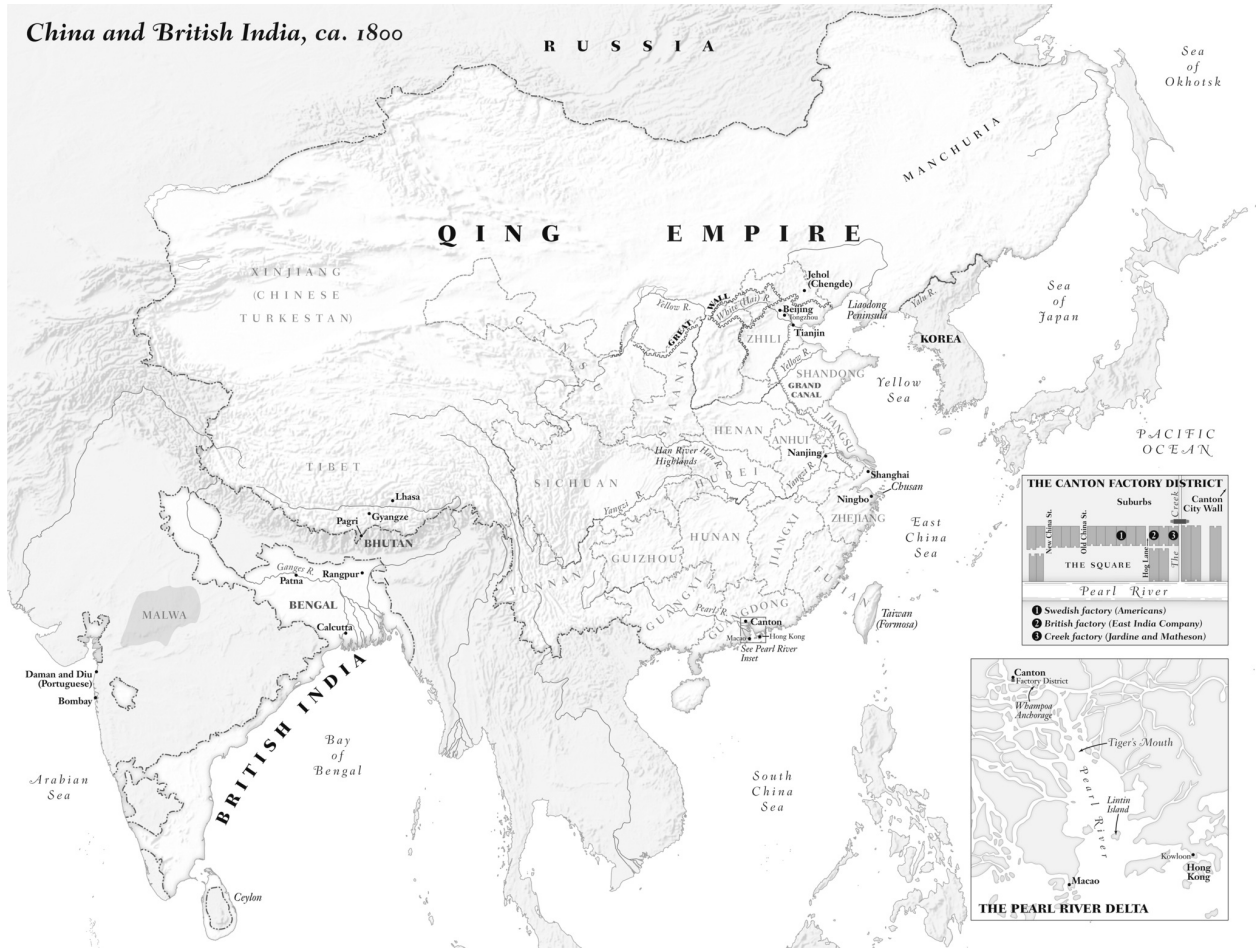 China and British India, ca. 1800
RUSSIA
Sea
of
Okhotsk
MANCHURIA
QING EMPIRE
XINJIANG
(CHINESE
TURKESTAN)
Jehol
(Chengde)
GANSU
Yellow R.
GREAT WALL
White (Hai) R.
Beijing
Tongzhou
Tianjin
Liaodong
Peninsula
Yalu R.
Sea
of
Japan
KOREA
ZHILI
Yellow R.
SHANDONG
GRAND
CANAL
Yellow
Sea
SHANXI
HENAN
JIANGSU
ANHUI
Nanjing
PACIFIC
OCEAN
Han River
Highlands
Han R.
HUBEI
Yangzi R.
Shanghai
Chusan
Ningbo
ZHEJIANG
TIBET
Lhasa
Gyangze
Pagri
BHUTAN
SICHUAN
Yangzi R.
HUNAN
JIANGXI
East
China
Sea
GUIZHOU
YUNNAN
FUJIAN
Ganges R.
Patna
Rangpur
BENGAL
Calcutta
MALWA
GUANGXI
Pearl R.
GUANGDONG
Canton
Macao
Hong Kong
See Pearl River
Inset
Taiwan
(Formosa)
Daman and Diu
(Portuguese)
Bombay
BRITISH INDIA
Bay
of
Bengal
Arabian
Sea
South
China
Sea
Ceylon
THE CANTON FACTORY DISTRICT
Suburbs
Canton
City Wall
New China St.
Old China St.
Hog Lane
The Creek
1 2 3
THE SQUARE
Pearl River
1 Swedish factory (Americans)
2 British factory (East India Company)
3 Creek factory (Jardine and Matheson)
Canton
Factory District
Whampoa
Anchorage
Tiger's Mouth
Pearl River
Lintin
Island
Kowloon
Hong
Kong
Macao
THE PEARL RIVER DELTA